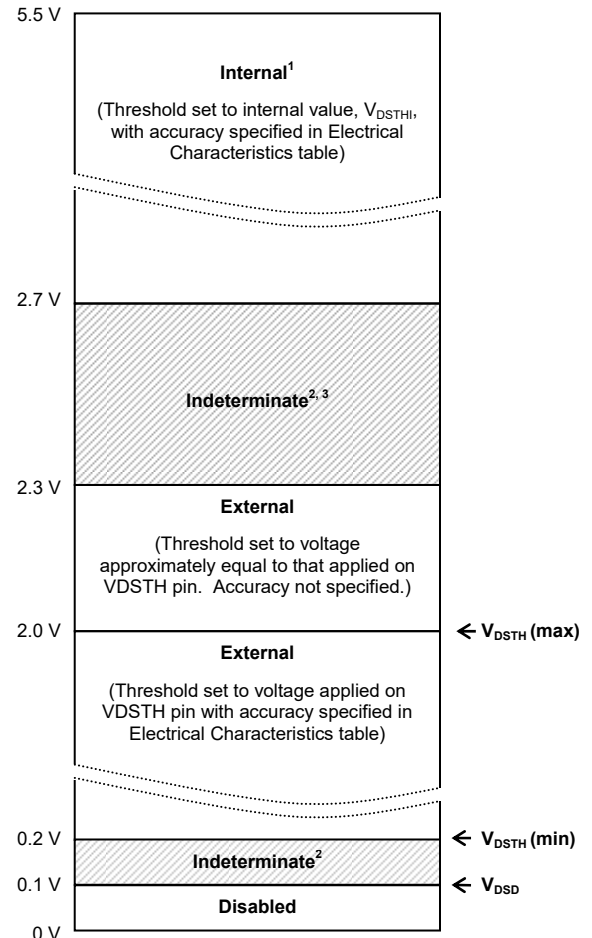 5.5 V
Internal1
(Threshold set to internal value, VDSTHI,
with accuracy specified in Electrical
Characteristics table)
2.7 V
Indeterminate2, 3
2.3 V
External
(Threshold set to voltage
approximately equal to that applied on
VDSTH pin. Accuracy not specified.)
2.0 V
VDSTH (max)
External
(Threshold set to voltage applied on
VDSTH pin with accuracy specified in
Electrical Characteristics table)
0.2 V
VDSTH (min)
Indeterminate2
0.1 V
VDSD
Disabled
0 V